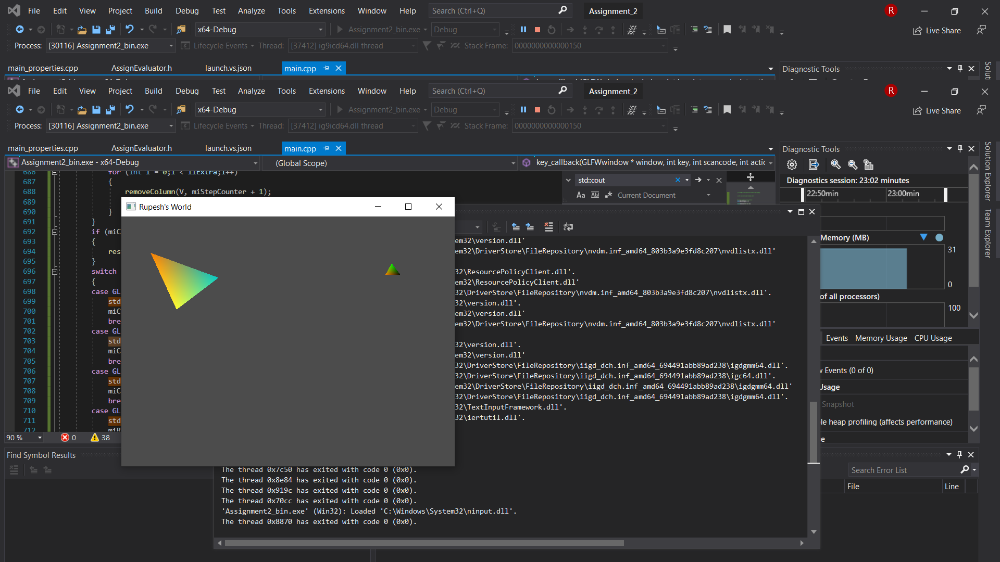 File Edit View Project Build Debug Test Analyze Tools Extensions Window Help Search (Ctrl+Q) Assignment_2 R
x64-Debug Assignment2_bin.exe Debug Live Share
Process: [30116] Assignment2_bin.exe Lifecycle Events Thread: [37412] ig9icd64.dll thread Stack Frame: 0000000000000150
main_properties.cpp AssignEvaluator.h launch.vs.json main.cpp Diagnostic Tools
File Edit View Project Build Debug Test Analyze Tools Extensions Window Help Search (Ctrl+Q) Assignment_2 R
x64-Debug Assignment2_bin.exe Debug Live Share
Process: [30116] Assignment2_bin.exe Lifecycle Events Thread: [37412] ig9icd64.dll thread Stack Frame: 0000000000000150
main_properties.cpp AssignEvaluator.h launch.vs.json main.cpp Diagnostic Tools
Assignment2_bin.exe - x64-Debug (Global Scope) key_callback(GLFWwindow * window, int key, int scancode, int actic
Solution Explorer
Team Explorer
686 for (int i = 0;i < iiExtra;i++)
687 {
688 removeColumn(V, miStepCounter + 1);
689
690 }
691 }
692 if (miC
693 {
694 res
695 }
696 switch
697 {
698 case GL
699 std
700 miC
701 bre
702 case GL
703 std
704 miC
705 bre
706 case GL
707 std
708 miC
709 bre
710 case GL
711 std
712 miR
std::cout
Aa Ab Current Document
Diagnostics session: 23:02 minutes
22:50min 23:00min
Memory (MB)
31
0
of all processors)
100
Events Memory Usage CPU Usage
w Events (0 of 0)
Usage
Snapshot
le heap profiling (affects performance)
e
Rupesh's World
em32\version.dll'
em32\DriverStore\FileRepository\nvdm.inf_amd64_803b3a9e3fd8c207\nvdlistx.dll'
32\ResourcePolicyClient.dll'.
em32\ResourcePolicyClient.dll'
32\DriverStore\FileRepository\nvdm.inf_amd64_803b3a9e3fd8c207\nvdlistx.dll'.
32\version.dll'.
em32\version.dll'
em32\DriverStore\FileRepository\nvdm.inf_amd64_803b3a9e3fd8c207\nvdlistx.dll'
32\version.dll'.
em32\version.dll'
em32\DriverStore\FileRepository\iigd_dch.inf_amd64_694491abb89ad238\igdgmm64.dll'.
32\DriverStore\FileRepository\iigd_dch.inf_amd64_694491abb89ad238\igc64.dll'.
em32\DriverStore\FileRepository\iigd_dch.inf_amd64_694491abb89ad238\igdgmm64.dll'
32\DriverStore\FileRepository\iigd_dch.inf_amd64_694491abb89ad238\igdgmm64.dll'.
32\TextInputFramework.dll'.
32\iertutil.dll'.
The thread 0x7c50 has exited with code 0 (0x0).
The thread 0x8e84 has exited with code 0 (0x0).
The thread 0x919c has exited with code 0 (0x0).
The thread 0x70cc has exited with code 0 (0x0).
'Assignment2_bin.exe' (Win32): Loaded 'C:\Windows\System32\ninput.dll'.
The thread 0x8870 has exited with code 0 (0x0).
90 % 0 38
Find Symbol Results
Search Error List
File Line